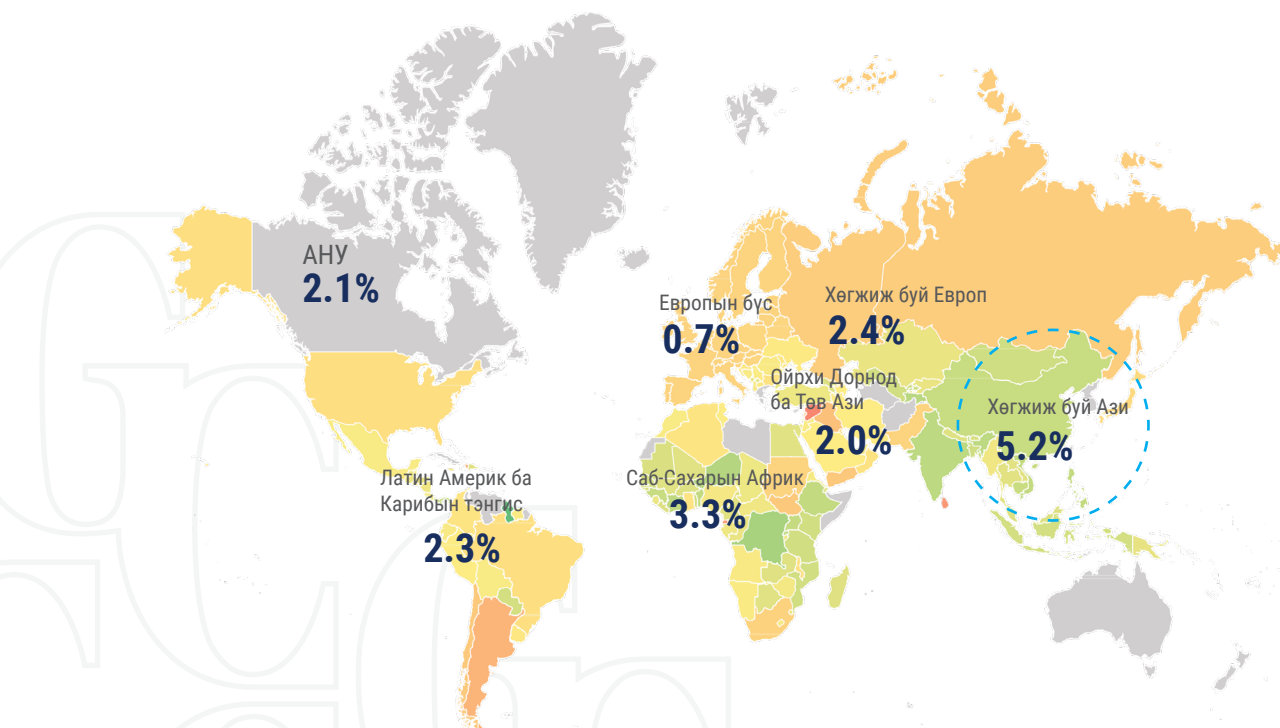 АНУ
2.1%
Европын бүс
0.7%
Хөгжиж буй Европ
2.4%
Ойрхи Дорнод
ба Төв Ази
2.0%
Хөгжиж буй Ази
5.2%
Латин Америк ба
Карибын тэнгис
2.3%
Саб-Сахарын Африк
3.3%